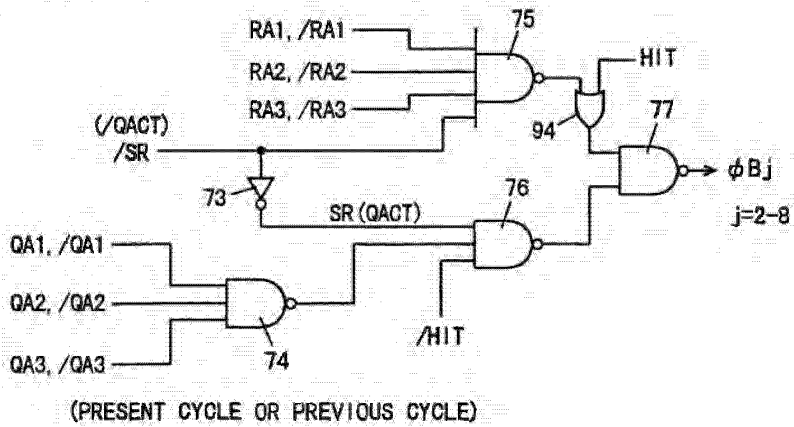 RA1, /RA1
75
HIT
RA2, /RA2
RA3, /RA3
94
77
(/QACT)
/SR
φBj
73
76
SR(QACT)
j=2-8
QA1, /QA1
QA2, /QA2
/HIT
74
QA3, /QA3
(PRESENT CYCLE OR PREVIOUS CYCLE)